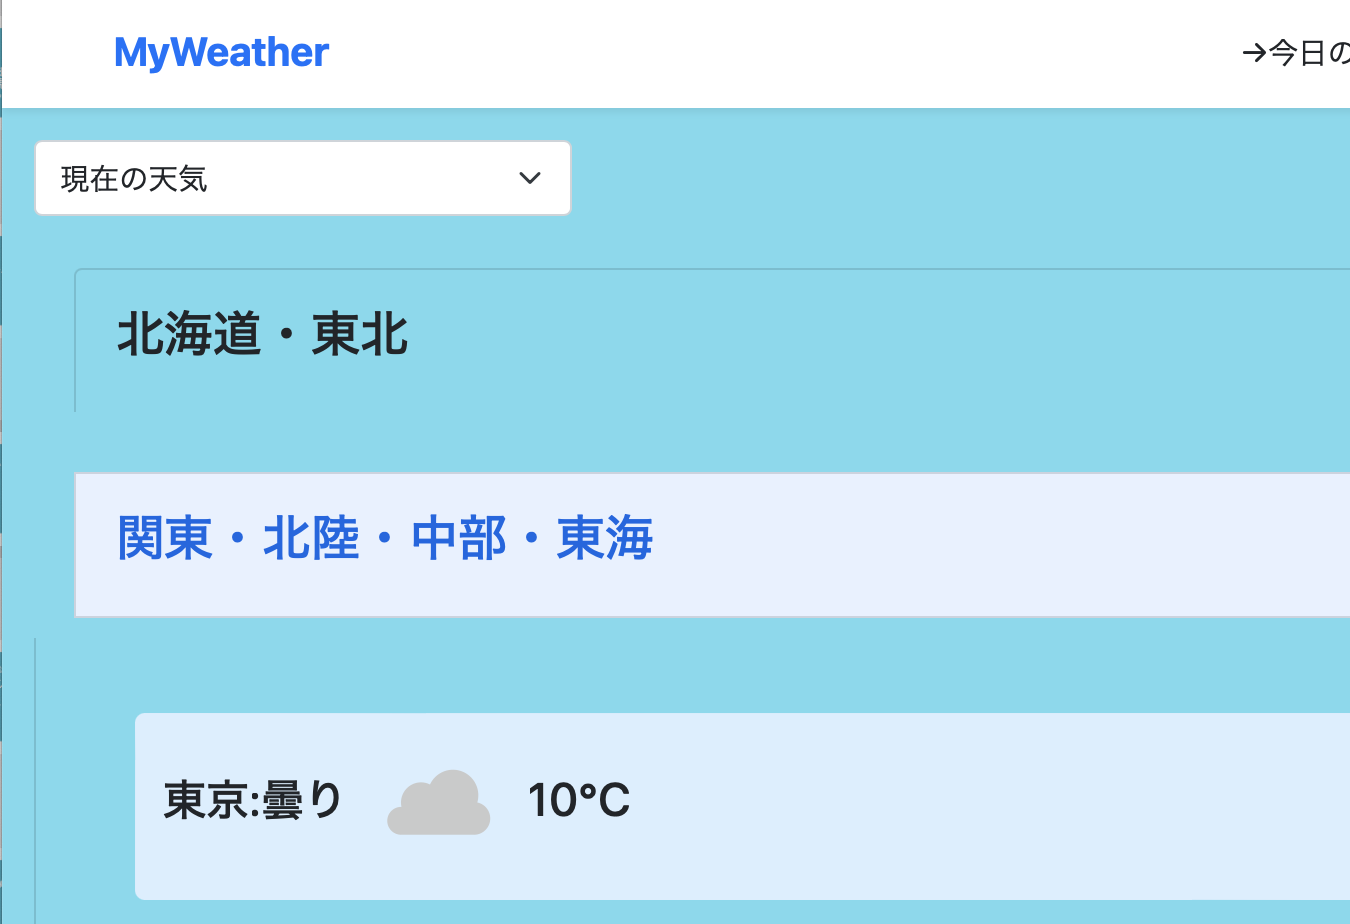 MyWeather
→今日の
現在の天気
北海道・東北
関東・北陸・中部・東海
東京:曇り 10°C